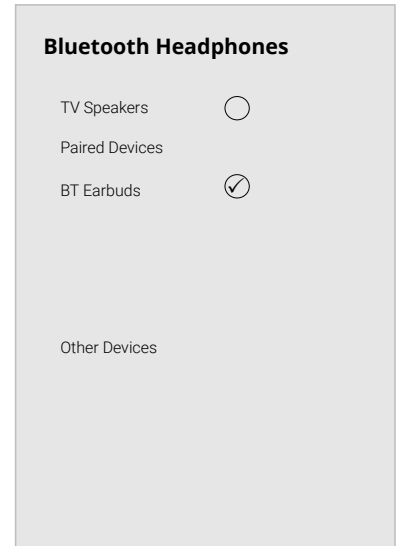 Bluetooth Headphones
TV Speakers
Paired Devices
BT Earbuds
Other Devices